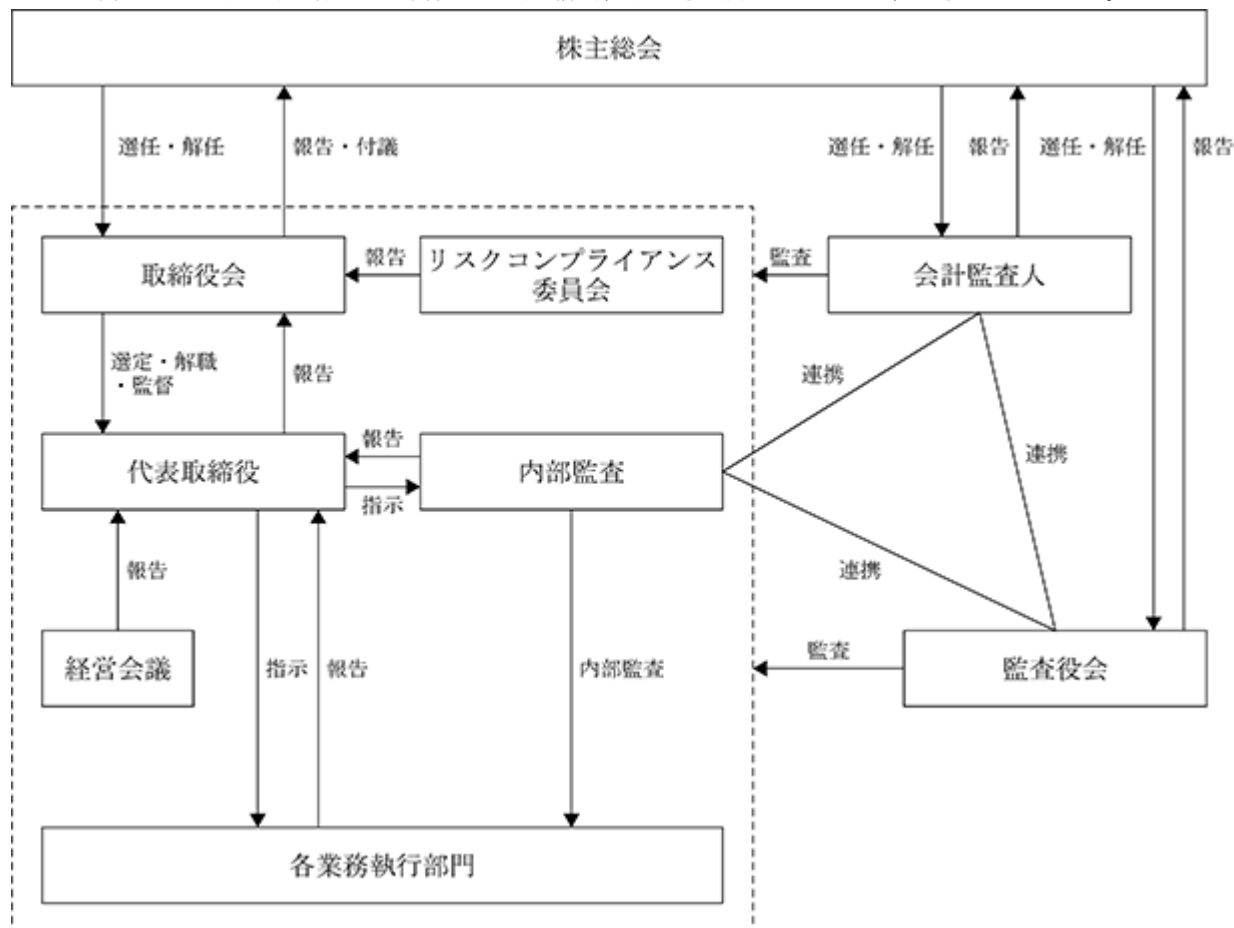 株主総会
選任・解任
報告・付議
選任・解任
報告
選任・解任
報告
取締役会
報告
リスクコンプライアンス
委員会
監査
会計監査人
選定・解職
・監督
報告
連携
連携
代表取締役
報告
指示
内部監査
報告
連携
経営会議
指示
報告
内部監査
監査
監査役会
各業務執行部門